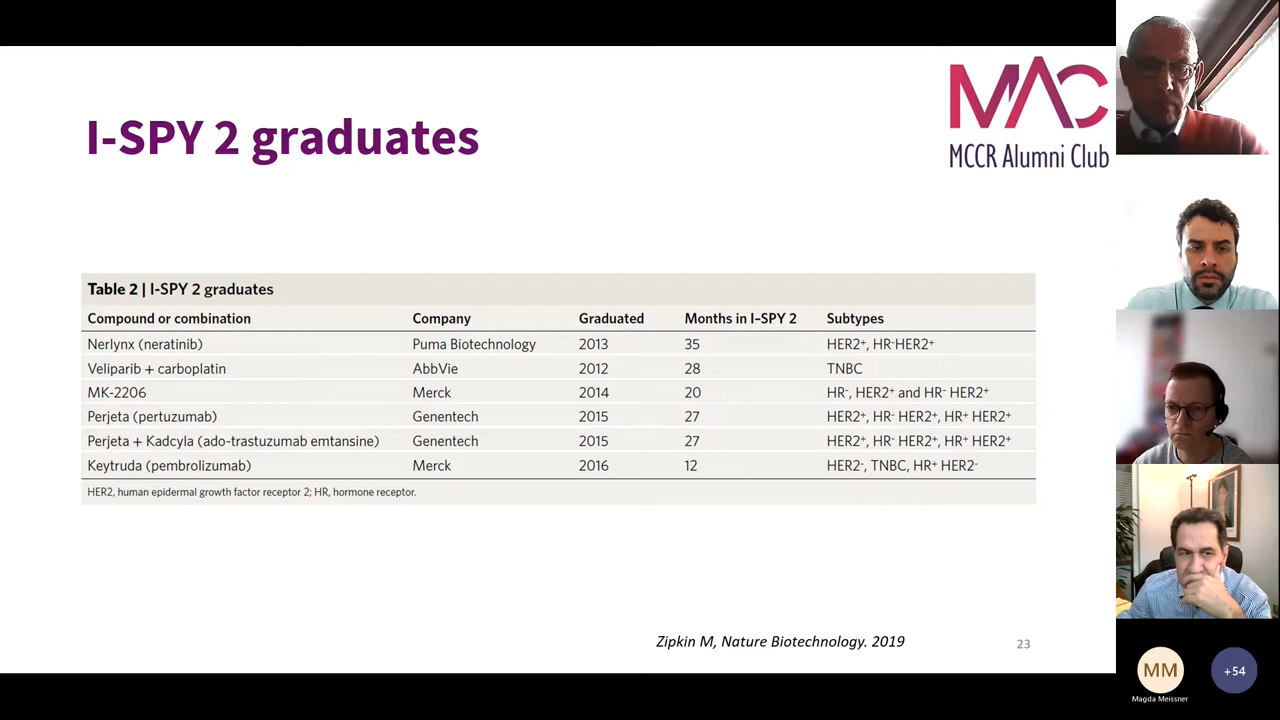 I-SPY 2 graduates
MAC
MCCR Alumni Club
Table 2 | I-SPY 2 graduates
Compound or combination Company Graduated Months in I-SPY 2 Subtypes
Nerlynx (neratinib) Puma Biotechnology 2013 35 HER2⁺, HR⁻HER2⁺
Veliparib + carboplatin AbbVie 2012 28 TNBC
MK-2206 Merck 2014 20 HR⁻, HER2⁺ and HR⁻ HER2⁺
Perjeta (pertuzumab) Genentech 2015 27 HER2⁺, HR⁻ HER2⁺, HR⁺ HER2⁺
Perjeta + Kadcyla (ado-trastuzumab emtansine) Genentech 2015 27 HER2⁺, HR⁻ HER2⁺, HR⁺ HER2⁺
Keytruda (pembrolizumab) Merck 2016 12 HER2⁻, TNBC, HR⁺ HER2⁻
HER2, human epidermal growth factor receptor 2; HR, hormone receptor.
Zipkin M, Nature Biotechnology. 2019
23
MM
+54
Magda Meissner